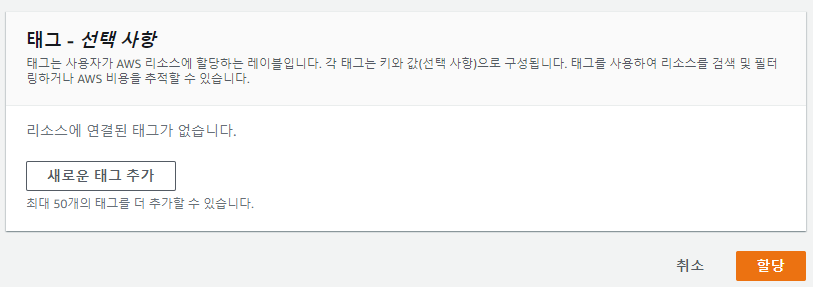 태그 - 선택 사항
태그는 사용자가 AWS 리소스에 할당하는 레이블입니다. 각 태그는 키와 값(선택 사항)으로 구성됩니다. 태그를 사용하여 리소스를 검색 및 필터
링하거나 AWS 비용을 추적할 수 있습니다.
리소스에 연결된 태그가 없습니다.
새로운 태그 추가
최대 50개의 태그를 더 추가할 수 있습니다.
취소 할당